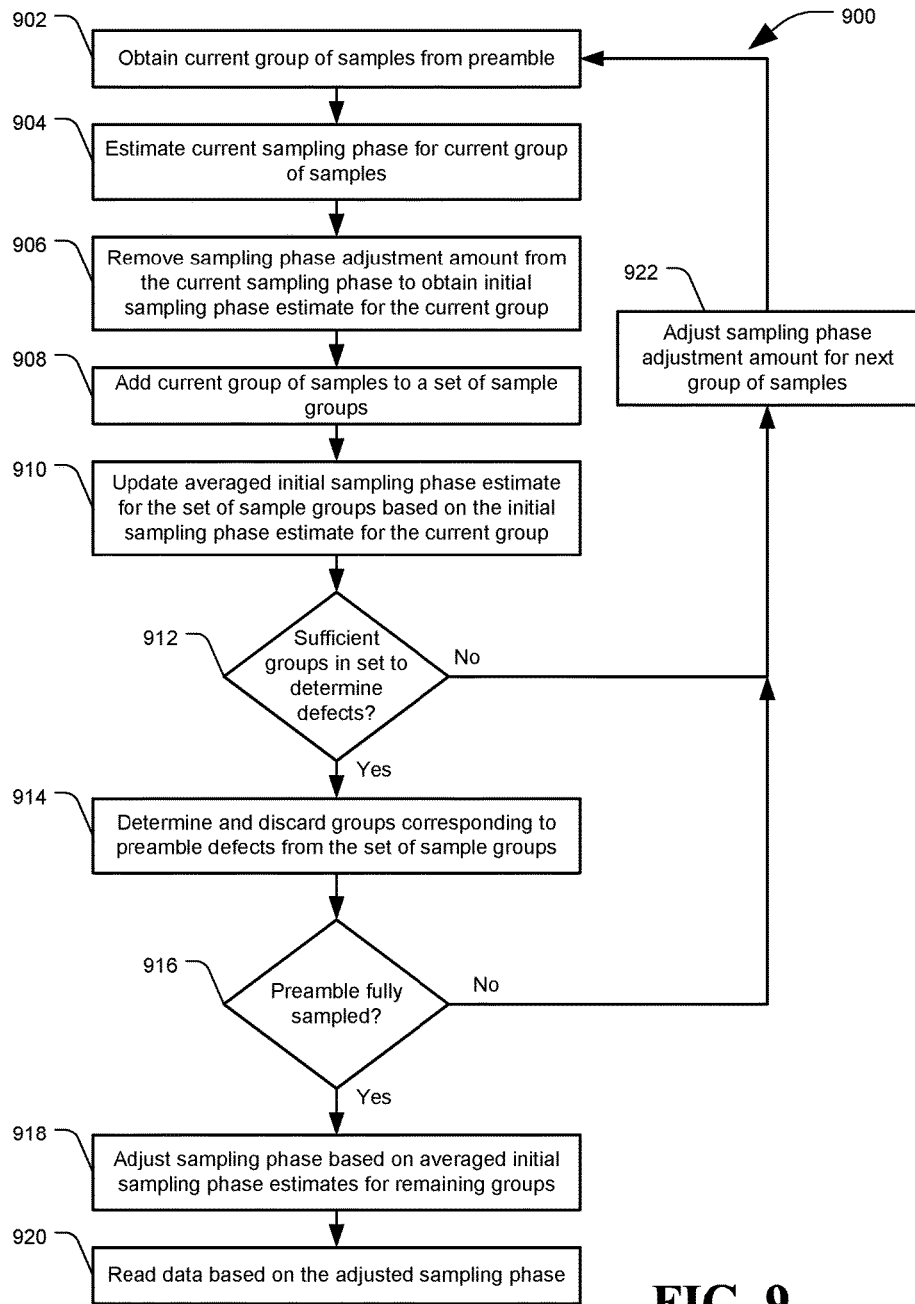 900
902
Obtain current group of samples from preamble
904
Estimate current sampling phase for current group
of samples
906
Remove sampling phase adjustment amount from
the current sampling phase to obtain initial
sampling phase estimate for the current group
922
Adjust sampling phase
adjustment amount for next
group of samples
908
Add current group of samples to a set of sample
groups
910
Update averaged initial sampling phase estimate
for the set of sample groups based on the initial
sampling phase estimate for the current group
912
Sufficient
groups in set to
determine
defects?
No
Yes
914
Determine and discard groups corresponding to
preamble defects from the set of sample groups
916
Preamble fully
sampled?
No
Yes
918
Adjust sampling phase based on averaged initial
sampling phase estimates for remaining groups
920
Read data based on the adjusted sampling phase
FIG. 9